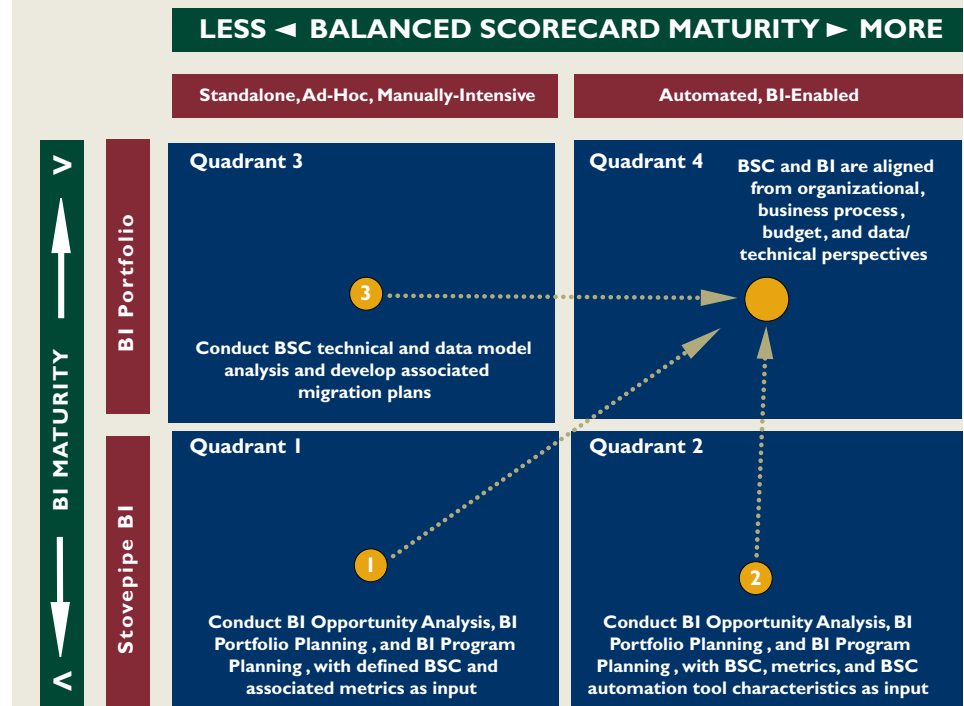 LESS ◄ BALANCED SCORECARD MATURITY ► MORE
Standalone, Ad-Hoc, Manually-Intensive
Automated, BI-Enabled
< BI MATURITY >
BI Portfolio
Stovepipe BI
Quadrant 3
3
Conduct BSC technical and data model
analysis and develop associated
migration plans
Quadrant 4
BSC and BI are aligned
from organizational,
business process,
budget, and data/
technical perspectives
Quadrant 1
1
Conduct BI Opportunity Analysis, BI
Portfolio Planning, and BI Program
Planning, with defined BSC and
associated metrics as input
Quadrant 2
2
Conduct BI Opportunity Analysis, BI
Portfolio Planning, and BI Program
Planning, with BSC, metrics, and BSC
automation tool characteristics as input